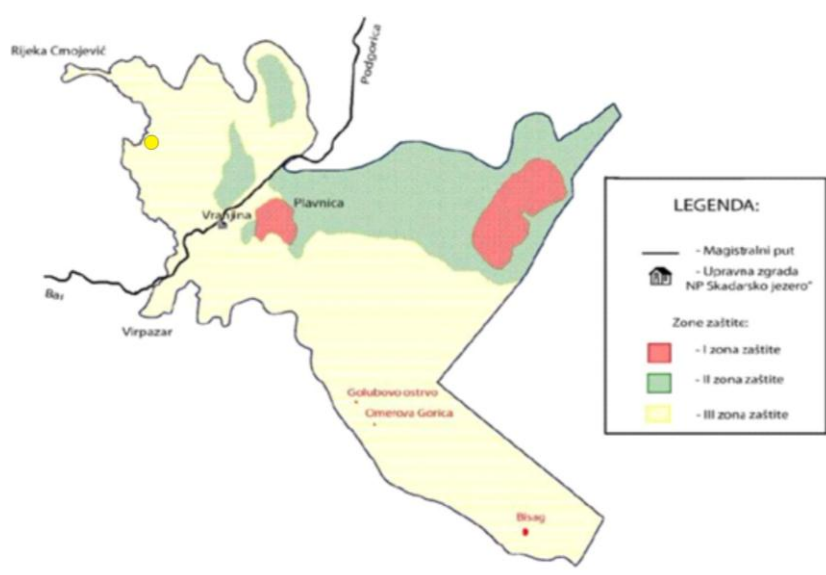 Rijeka Crnojević
Podgorica
Plavnica
Vranjina
Bar
Virpazar
Golubovo ostrvo
Omerova Gorica
Bisag
LEGENDA:
- Magistralni put
- Upravna zgrada
NP Skadarsko jezero"
Zone zaštite:
- I zona zaštite
- II zona zaštite
- III zona zaštite